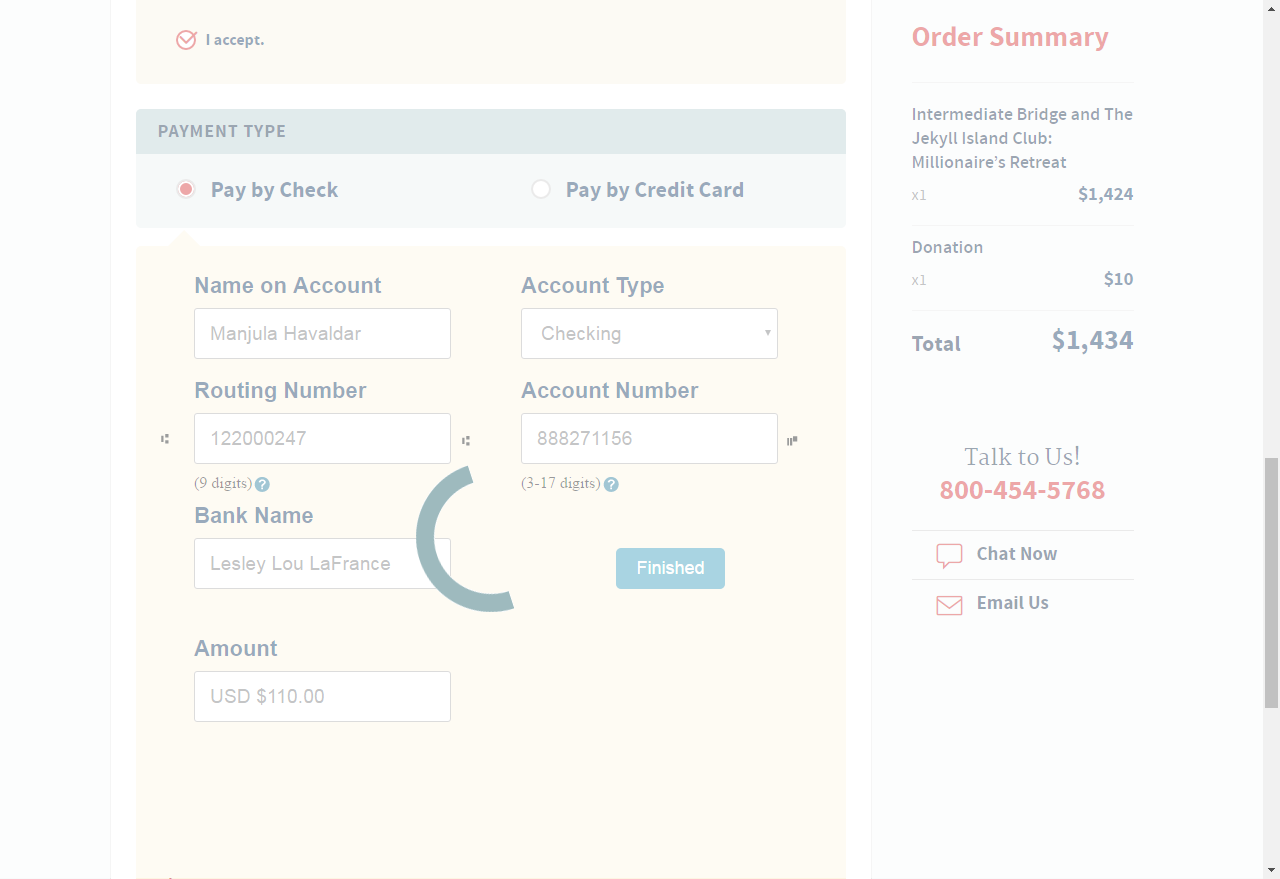 I accept.
PAYMENT TYPE
Pay by Check
Pay by Credit Card
Name on Account
Account Type
Manjula Havaldar
Checking
Routing Number
Account Number
122000247
888271156
(9 digits) ?
(3-17 digits) ?
Bank Name
Lesley Lou LaFrance
Finished
Amount
USD $110.00
Order Summary
Intermediate Bridge and The
Jekyll Island Club:
Millionaire’s Retreat
x1 $1,424
Donation
x1 $10
Total $1,434
Talk to Us!
800-454-5768
Chat Now
Email Us